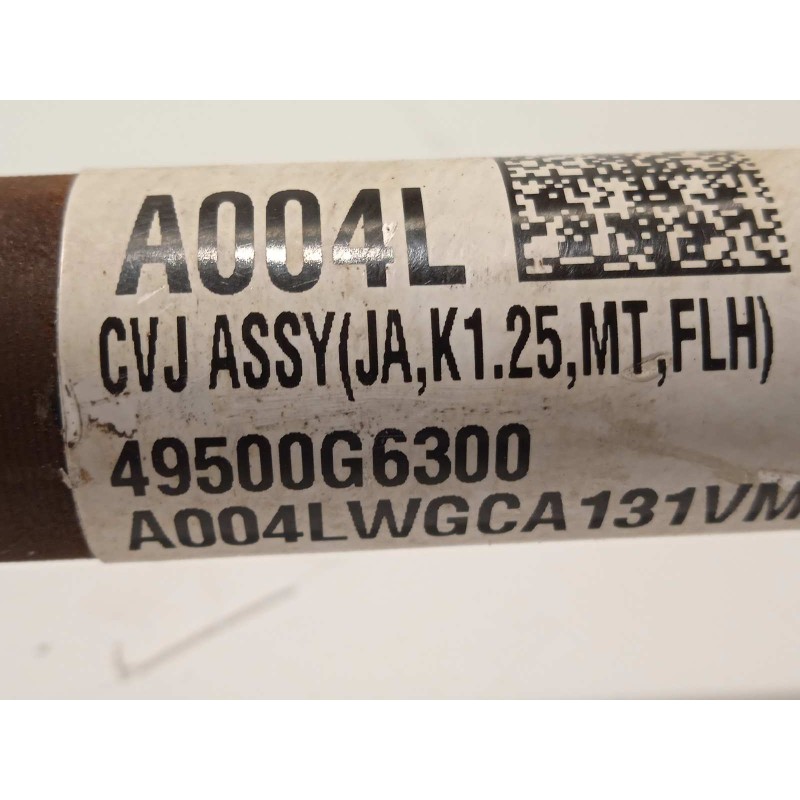 A004L
CVJ ASSY(JA,K1.25,MT,FLH)
49500G6300
A004LWGCA131VM